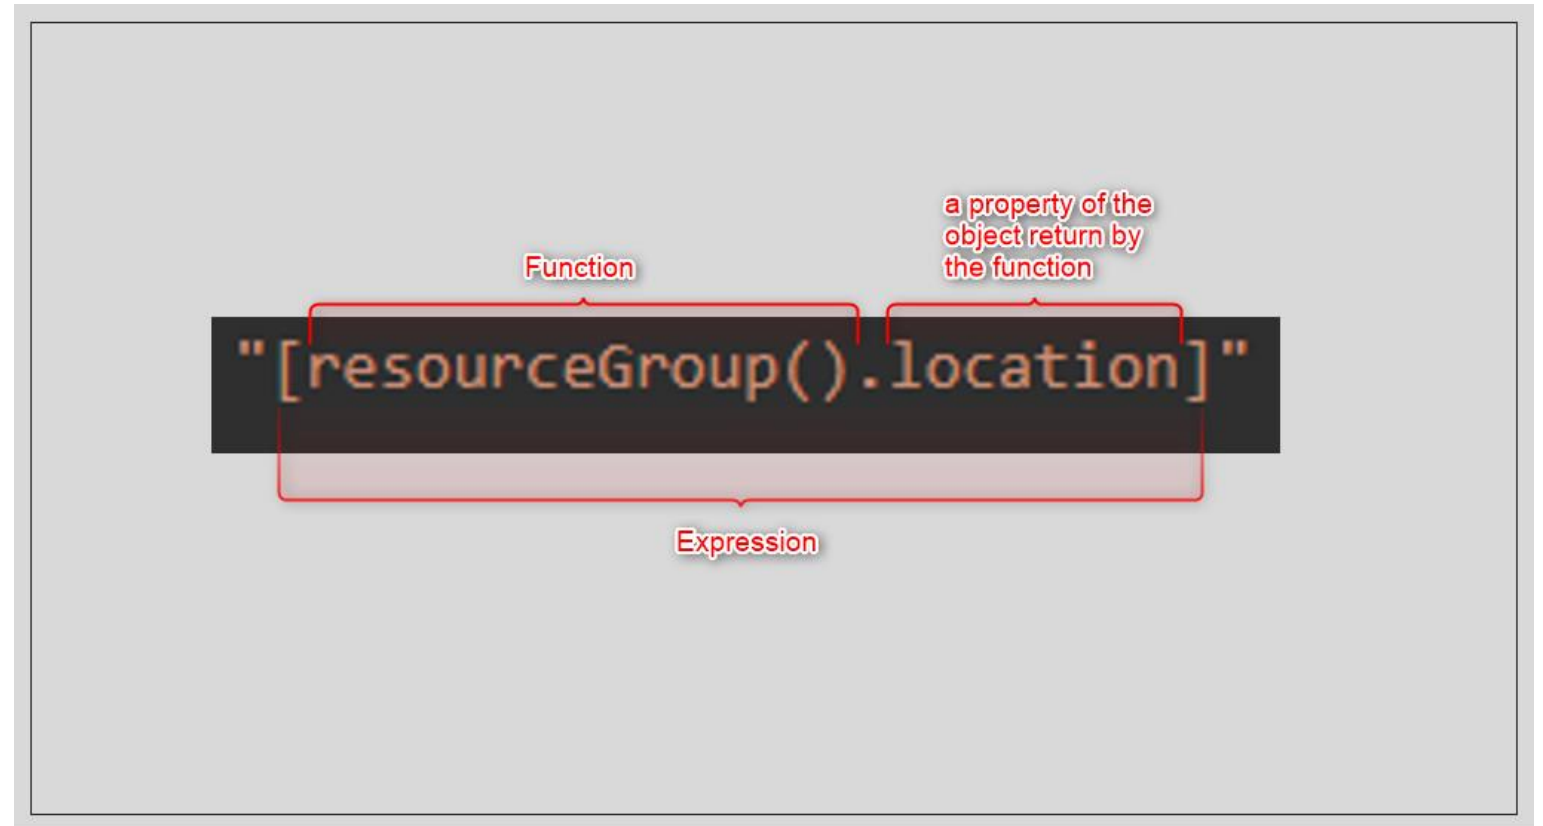 a property of the
object return by
the function
Function
"[resourceGroup().location]"
Expression